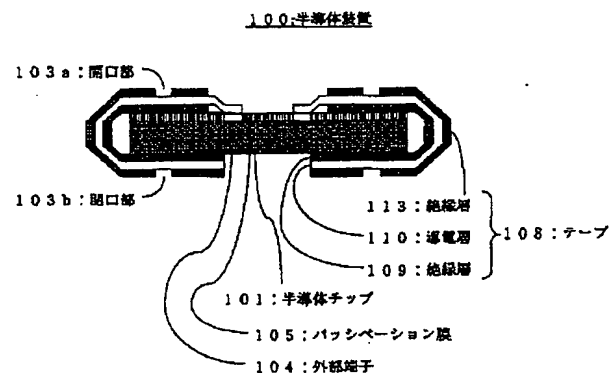 100:半導体装置
103a:開口部
103b:開口部
113:絶縁層
110:導電層
108:テープ
109:絶縁層
101:半導体チップ
105:パッシベーション膜
104:外部端子